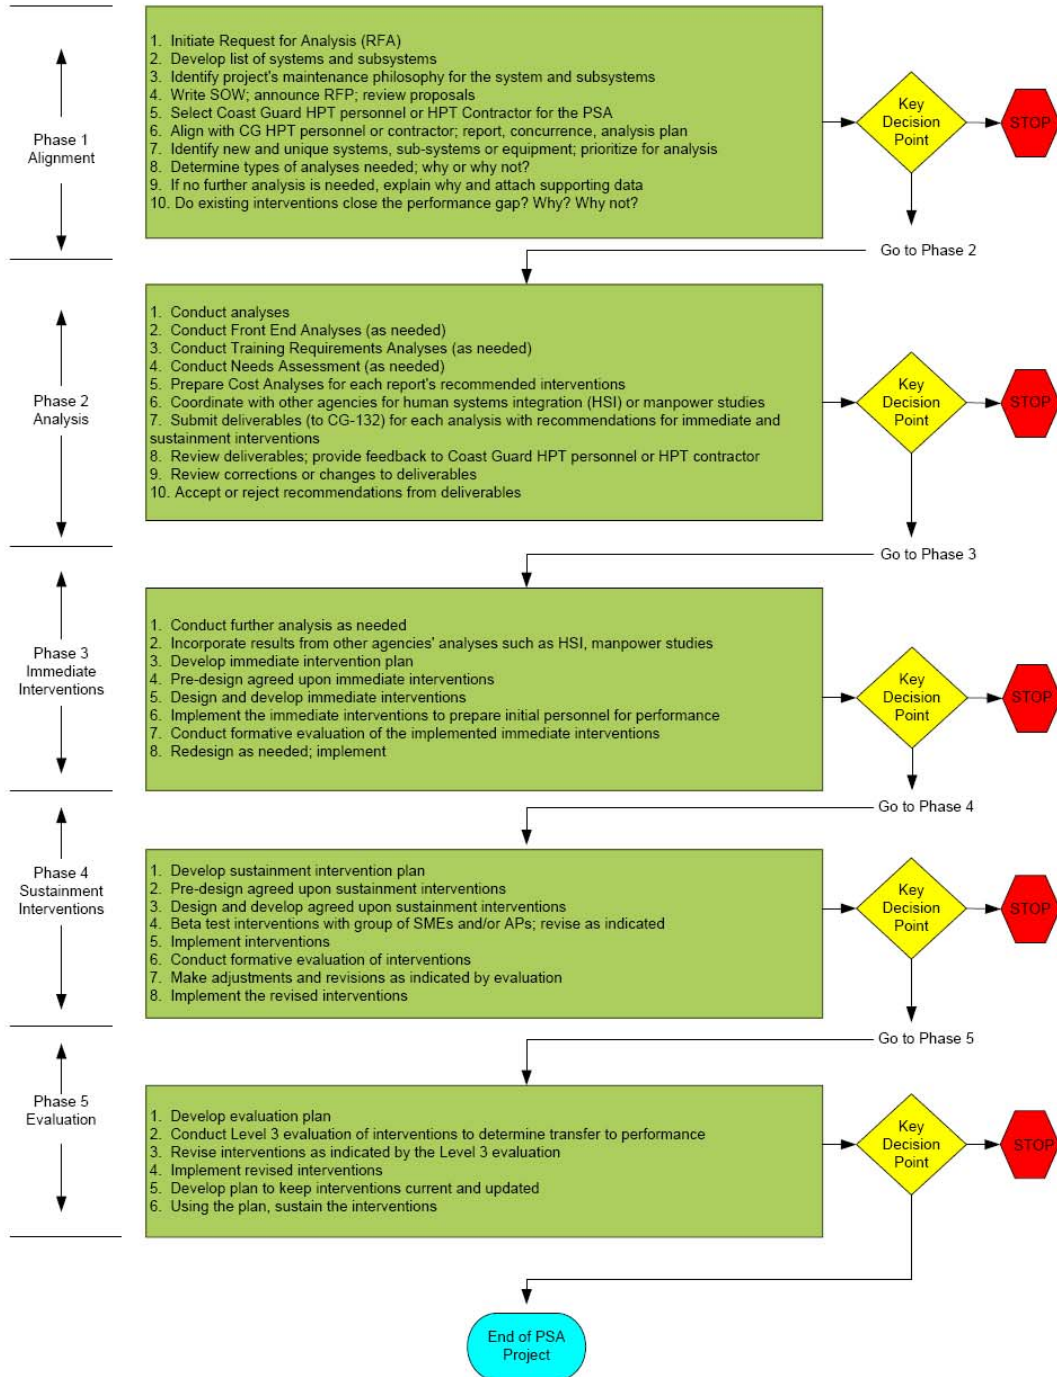 Phase 1
Alignment
1. Initiate Request for Analysis (RFA)
2. Develop list of systems and subsystems
3. Identify project's maintenance philosophy for the system and subsystems
4. Write SOW; announce RFP; review proposals
5. Select Coast Guard HPT personnel or HPT Contractor for the PSA
6. Align with CG HPT personnel or contractor; report, concurrence, analysis plan
7. Identify new and unique systems, sub-systems or equipment; prioritize for analysis
8. Determine types of analyses needed; why or why not?
9. If no further analysis is needed, explain why and attach supporting data
10. Do existing interventions close the performance gap? Why? Why not?
Key
Decision
Point
STOP
Go to Phase 2
Phase 2
Analysis
1. Conduct analyses
2. Conduct Front End Analyses (as needed)
3. Conduct Training Requirements Analyses (as needed)
4. Conduct Needs Assessment (as needed)
5. Prepare Cost Analyses for each report's recommended interventions
6. Coordinate with other agencies for human systems integration (HSI) or manpower studies
7. Submit deliverables (to CG-132) for each analysis with recommendations for immediate and
sustainment interventions
8. Review deliverables; provide feedback to Coast Guard HPT personnel or HPT contractor
9. Review corrections or changes to deliverables
10. Accept or reject recommendations from deliverables
Key
Decision
Point
STOP
Go to Phase 3
Phase 3
Immediate
Interventions
1. Conduct further analysis as needed
2. Incorporate results from other agencies' analyses such as HSI, manpower studies
3. Develop immediate intervention plan
4. Pre-design agreed upon immediate interventions
5. Design and develop immediate interventions
6. Implement the immediate interventions to prepare initial personnel for performance
7. Conduct formative evaluation of the implemented immediate interventions
8. Redesign as needed; implement
Key
Decision
Point
STOP
Go to Phase 4
Phase 4
Sustainment
Interventions
1. Develop sustainment intervention plan
2. Pre-design agreed upon sustainment interventions
3. Design and develop agreed upon sustainment interventions
4. Beta test interventions with group of SMEs and/or APs; revise as indicated
5. Implement interventions
6. Conduct formative evaluation of interventions
7. Make adjustments and revisions as indicated by evaluation
8. Implement the revised interventions
Key
Decision
Point
STOP
Go to Phase 5
Phase 5
Evaluation
1. Develop evaluation plan
2. Conduct Level 3 evaluation of interventions to determine transfer to performance
3. Revise interventions as indicated by the Level 3 evaluation
4. Implement revised interventions
5. Develop plan to keep interventions current and updated
6. Using the plan, sustain the interventions
Key
Decision
Point
STOP
End of PSA
Project